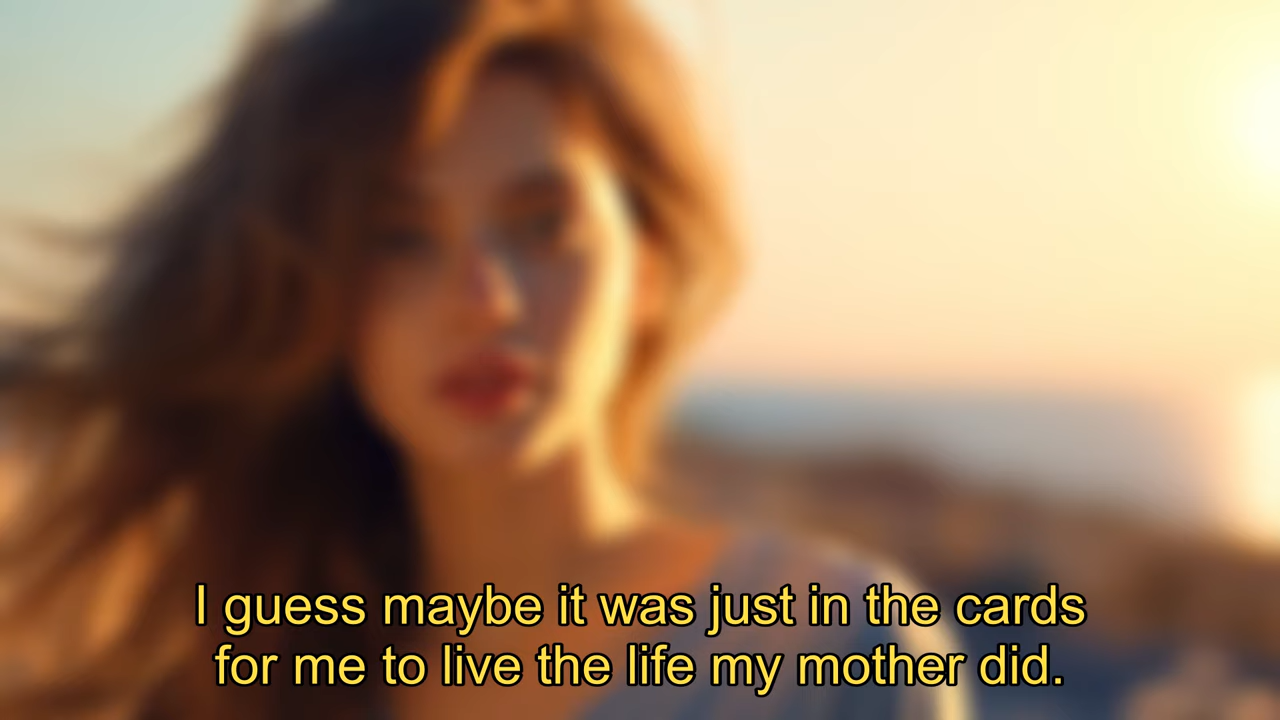 I guess maybe it was just in the cards
for me to live the life my mother did.